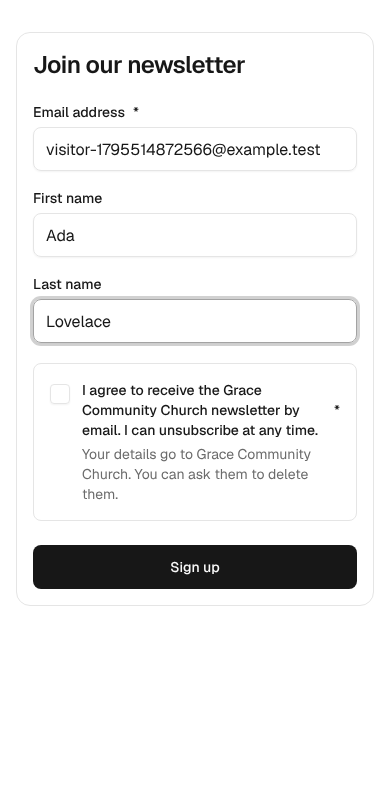 Join our newsletter
Email address *
visitor-1795514872566@example.test
First name
Ada
Last name
Lovelace
I agree to receive the Grace
Community Church newsletter by *
email. I can unsubscribe at any time.
Your details go to Grace Community
Church. You can ask them to delete
them.
Sign up